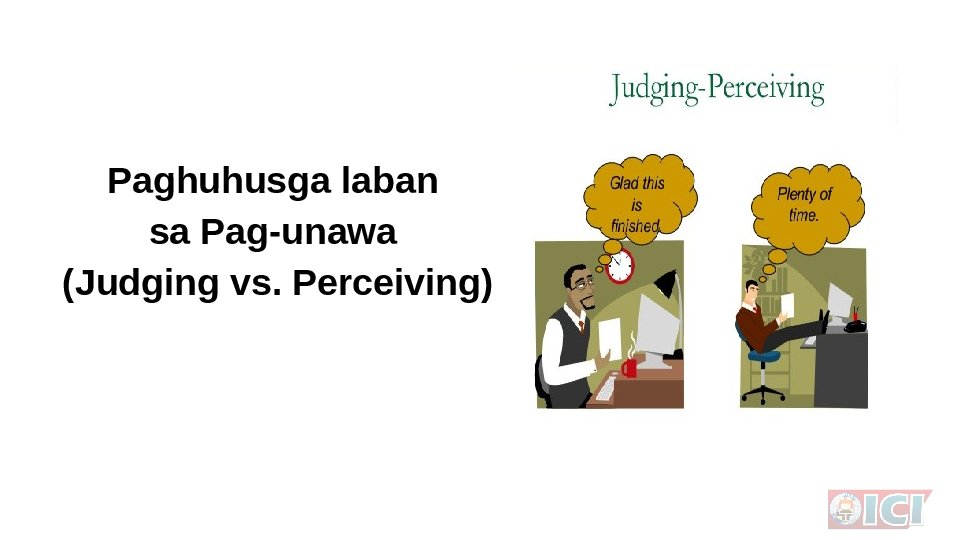 Judging-Perceiving
Paghuhusga laban
sa Pag-unawa
(Judging vs. Perceiving)
Glad this
is
finished.
Plenty of
time.
ICI